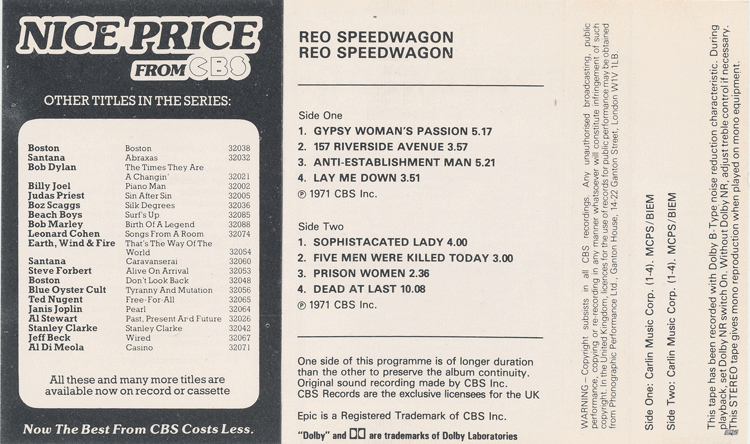 NICE PRICE
FROM CBS
OTHER TITLES IN THE SERIES:
Boston Boston 32038
Santana Abraxas 32032
Bob Dylan The Times They Are
A Changin' 32021
Billy Joel Piano Man 32002
Judas Priest Sin After Sin 32005
Boz Scaggs Silk Degrees 32036
Beach Boys Surf's Up 32085
Bob Marley Birth Of A Legend 32088
Leonard Cohen Songs From A Room 32074
Earth, Wind & Fire That's The Way Of The
World 32054
Santana Caravanserai 32060
Steve Forbert Alive On Arrival 32053
Boston Don't Look Back 32048
Blue Oyster Cult Tyranny And Mutation 32056
Ted Nugent Free-For-All 32065
Janis Joplin Pearl 32064
Al Stewart Past, Present And Future 32026
Stanley Clarke Stanley Clarke 32042
Jeff Beck Wired 32067
Al Di Meola Casino 32071
All these and many more titles are
available now on record or cassette
Now The Best From CBS Costs Less.
REO SPEEDWAGON
REO SPEEDWAGON
Side One
1. GYPSY WOMAN'S PASSION 5.17
2. 157 RIVERSIDE AVENUE 3.57
3. ANTI-ESTABLISHMENT MAN 5.21
4. LAY ME DOWN 3.51
℗ 1971 CBS Inc.
Side Two
1. SOPHISTACATED LADY 4.00
2. FIVE MEN WERE KILLED TODAY 3.00
3. PRISON WOMEN 2.36
4. DEAD AT LAST 10.08
℗ 1971 CBS Inc.
One side of this programme is of longer duration
than the other to preserve the album continuity.
Original sound recording made by CBS Inc.
CBS Records are the exclusive licensees for the UK
Epic is a Registered Trademark of CBS Inc.
"Dolby" and are trademarks of Dolby Laboratories
WARNING – Copyright subsists in all CBS recordings. Any unauthorised broadcasting, public
performance, copying or re-recording in any manner whatsoever will constitute infringement of such
copyright. In the United Kingdom, licences for the use of records for public performance may be obtained
from Phonographic Performance Ltd., Ganton House, 14-22 Ganton Street, London W1V 1LB.
Side One: Carlin Music Corp. (1-4). MCPS/BIEM
Side Two: Carlin Music Corp. (1-4). MCPS/BIEM
This tape has been recorded with Dolby B-Type noise reduction characteristic. During
playback, set Dolby NR switch On. Without Dolby NR, adjust treble control if necessary.
This STEREO tape gives mono reproduction when played on mono equipment.